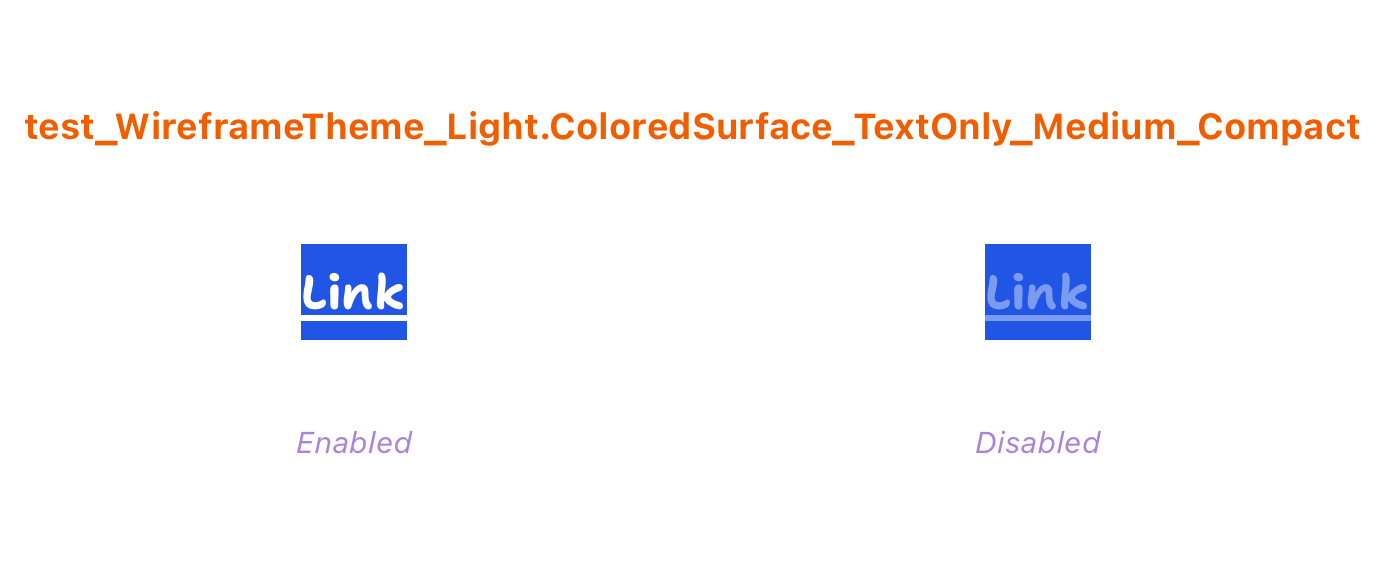 test_WireframeTheme_Light.ColoredSurface_TextOnly_Medium_Compact
Link
Link
Enabled
Disabled